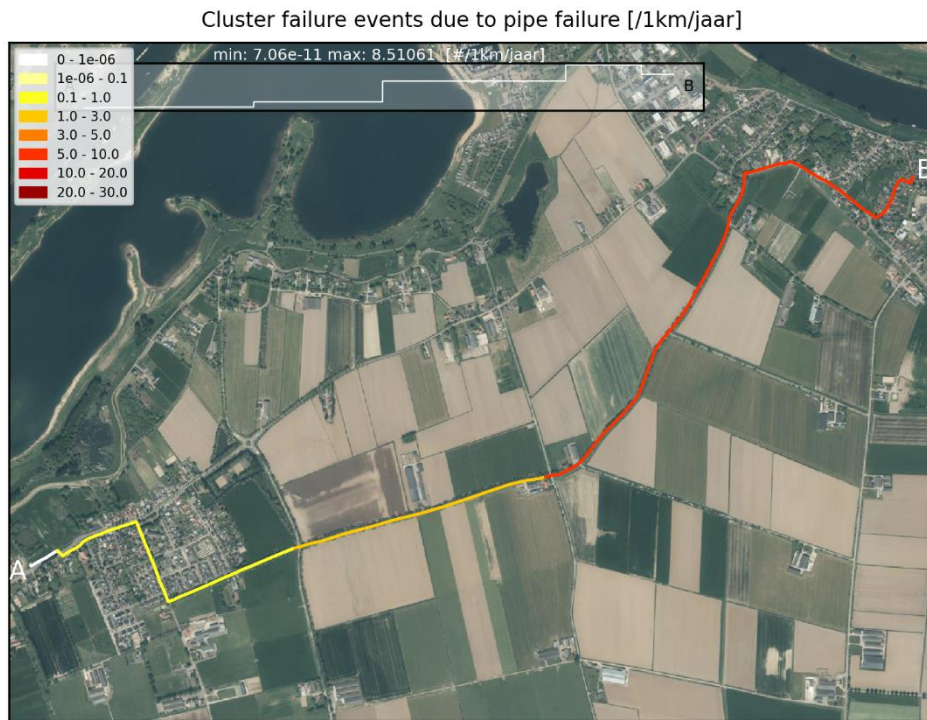 Cluster failure events due to pipe failure [/1km/jaar]
min: 7.06e-11 max: 8.51061 [#/1km/jaar]
0 - 1e-06
1e-06 - 0.1
0.1 - 1.0
1.0 - 3.0
3.0 - 5.0
5.0 - 10.0
10.0 - 20.0
20.0 - 30.0
A
B
B
A